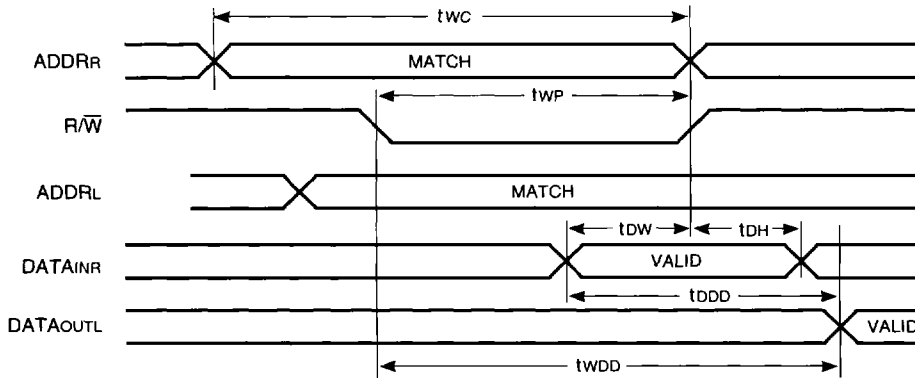 tWC
ADDRR
MATCH
tWP
R/W̅
ADDRL
MATCH
tDW
tDH
DATAINR
VALID
tDDD
DATAOUTL
VALID
tWDD